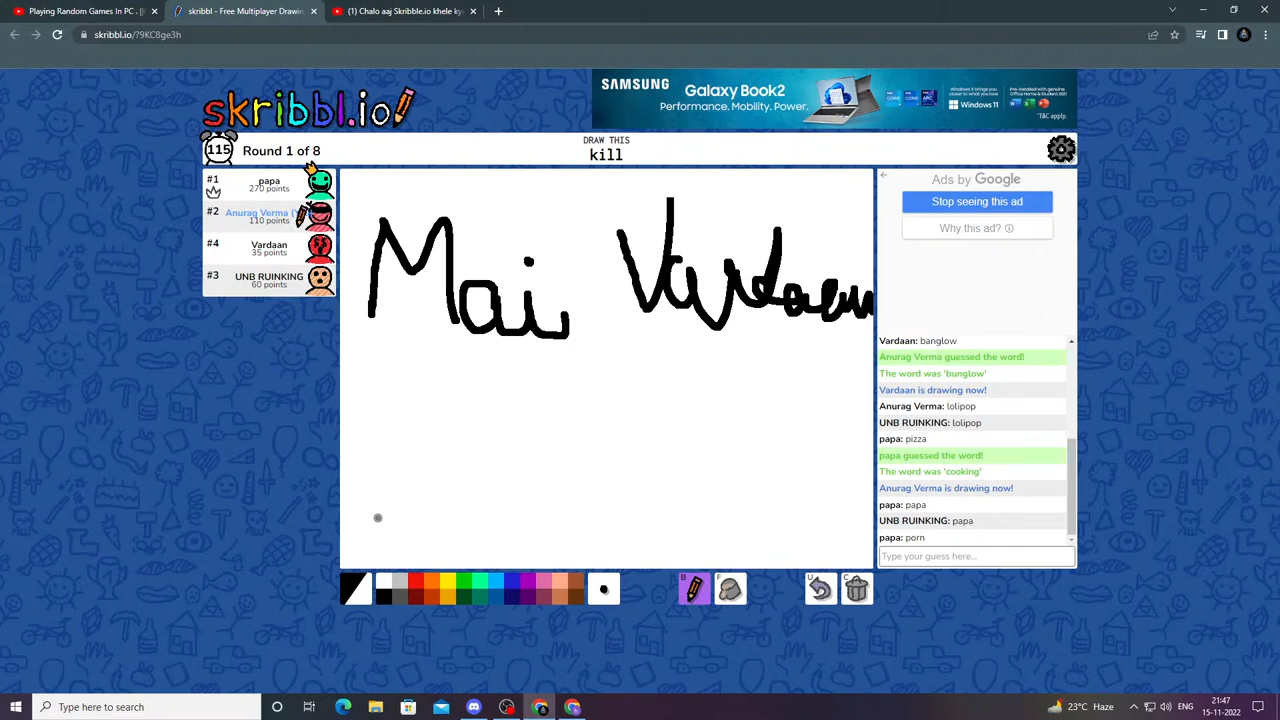 Playing Random Games In PC .
skribbl - Free Multiplayer Drawin
(1) Chalo aaj Skribble.io khele ky
skribbl.io/?9KC8ge3h
SAMSUNG
Galaxy Book2
Performance. Mobility. Power.
Windows 11
*T&C apply.
skribbl.io
115
Round 1 of 8
DRAW THIS
kill
#1 papa
270 points
#2 Anurag Verma (Y
110 points
#4 Vardaan
35 points
#3 UNB RUINKING
60 points
Mai Vardaan
Ads by Google
Stop seeing this ad
Why this ad?
Vardaan: banglow
Anurag Verma guessed the word!
The word was 'bunglow'
Vardaan is drawing now!
Anurag Verma: lolipop
UNB RUINKING: lolipop
papa: pizza
papa guessed the word!
The word was 'cooking'
Anurag Verma is drawing now!
papa: papa
UNB RUINKING: papa
papa: porn
Type your guess here...
B
F
U
C
Type here to search
23°C Haze
ENG
21:47
15-11-2022